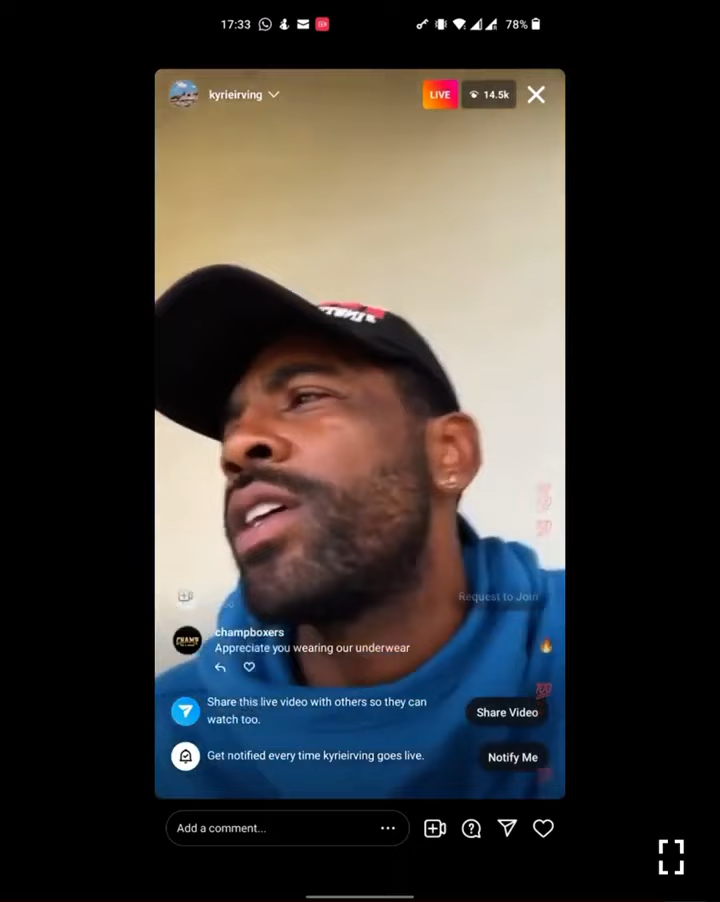 17:33
78%
kyrieirving
LIVE
14.5k
Request to Join
champboxers
CHAMP
Appreciate you wearing our underwear
Share this live video with others so they can
watch too.
Share Video
Get notified every time kyrieirving goes live.
Notify Me
Add a comment...